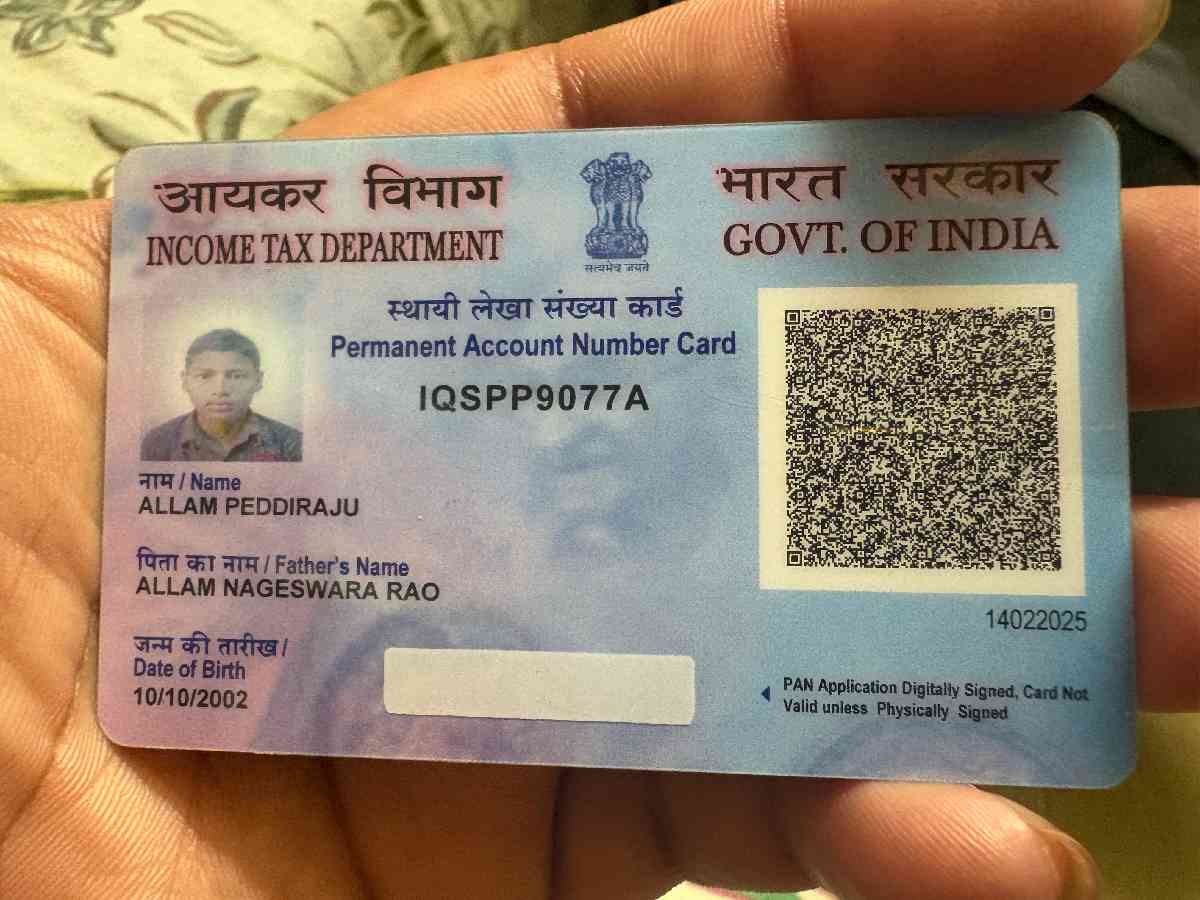 आयकर विभाग
INCOME TAX DEPARTMENT
सत्यमेव जयते
भारत सरकार
GOVT. OF INDIA
स्थायी लेखा संख्या कार्ड
Permanent Account Number Card
IQSPP9077A
नाम / Name
ALLAM PEDDIRAJU
पिता का नाम / Father's Name
ALLAM NAGESWARA RAO
जन्म की तारीख /
Date of Birth
10/10/2002
14022025
PAN Application Digitally Signed, Card Not
Valid unless Physically Signed